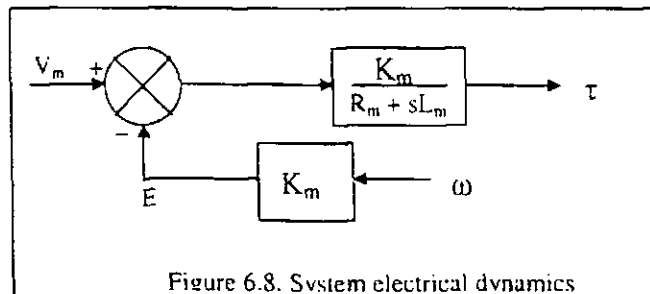 V_m + K_m
R_m + sL_m τ
−
E K_m ω
Figure 6.8. System electrical dynamics